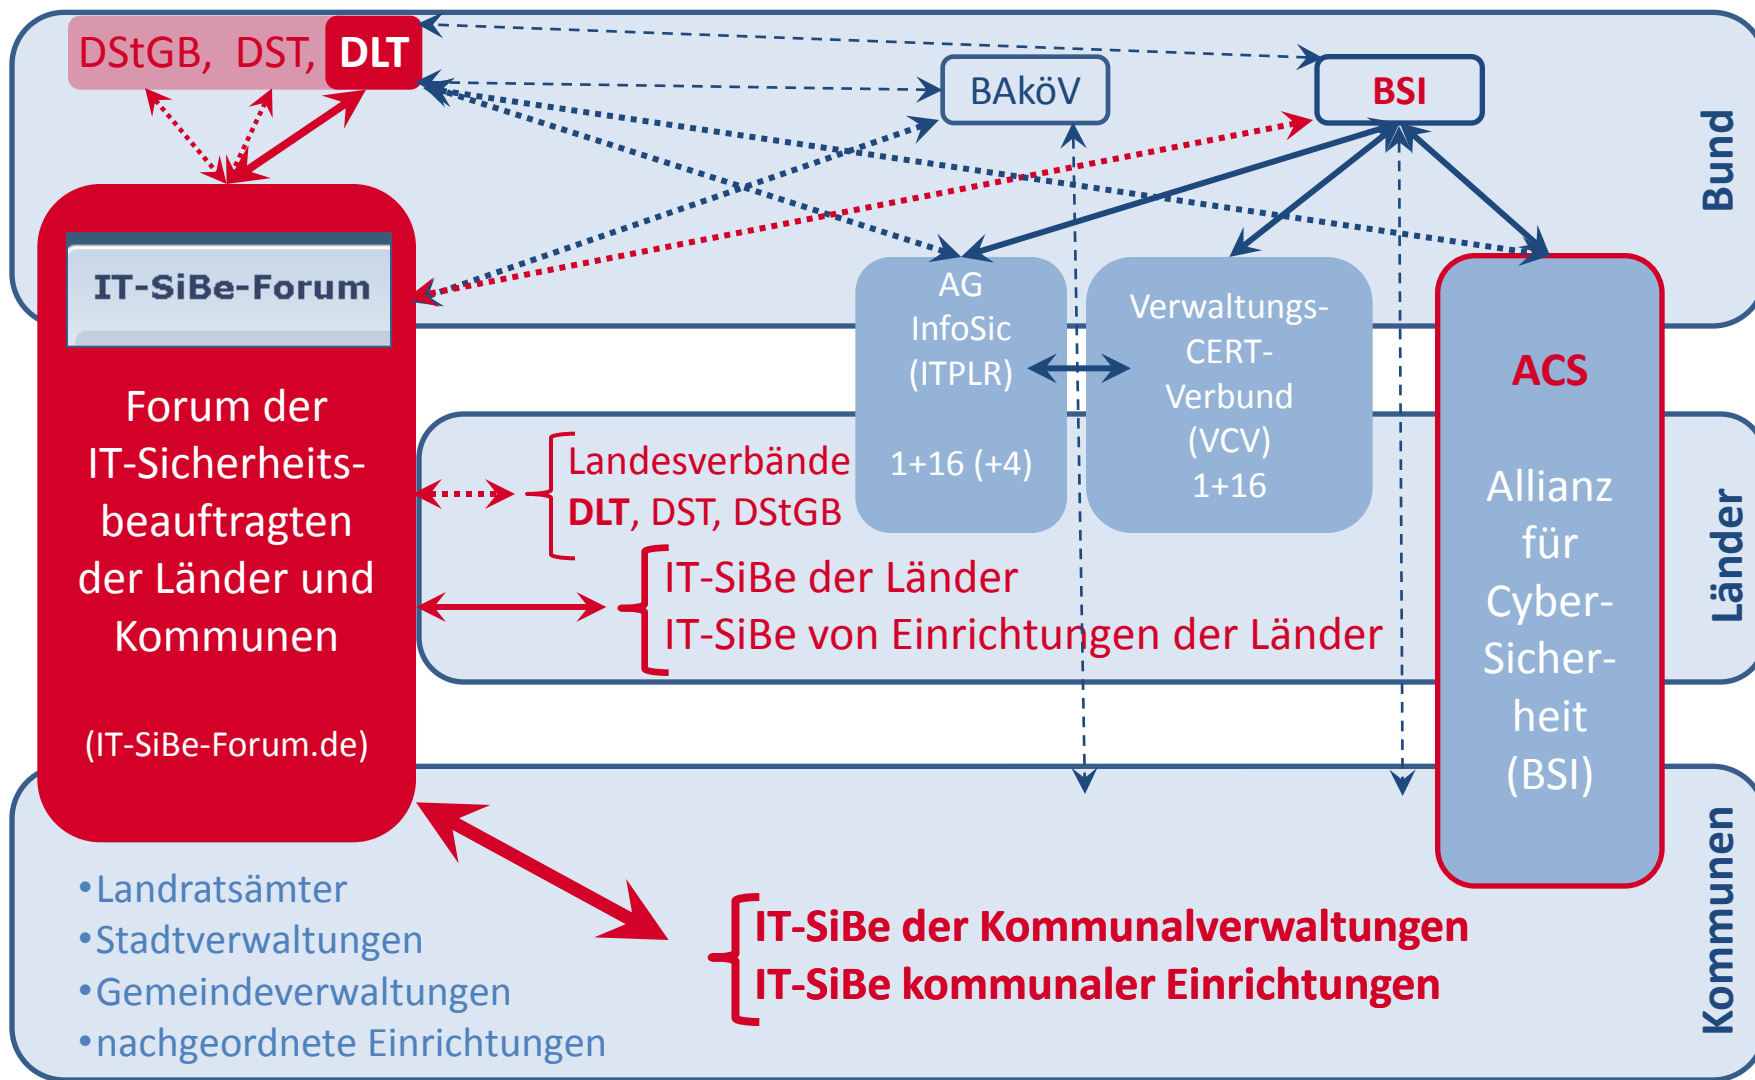 DStGB, DST, DLT
BAköV
BSI
Bund
IT-SiBe-Forum
Forum der
IT-Sicherheits-
beauftragten
der Länder und
Kommunen
(IT-SiBe-Forum.de)
AG
InfoSic
(ITPLR)
1+16 (+4)
Verwaltungs-
CERT-
Verbund
(VCV)
1+16
ACS
Allianz
für
Cyber-
Sicher-
heit
(BSI)
Landesverbände
DLT, DST, DStGB
IT-SiBe der Länder
IT-SiBe von Einrichtungen der Länder
Länder
•Landratsämter
•Stadtverwaltungen
•Gemeindeverwaltungen
•nachgeordnete Einrichtungen
IT-SiBe der Kommunalverwaltungen
IT-SiBe kommunaler Einrichtungen
Kommunen